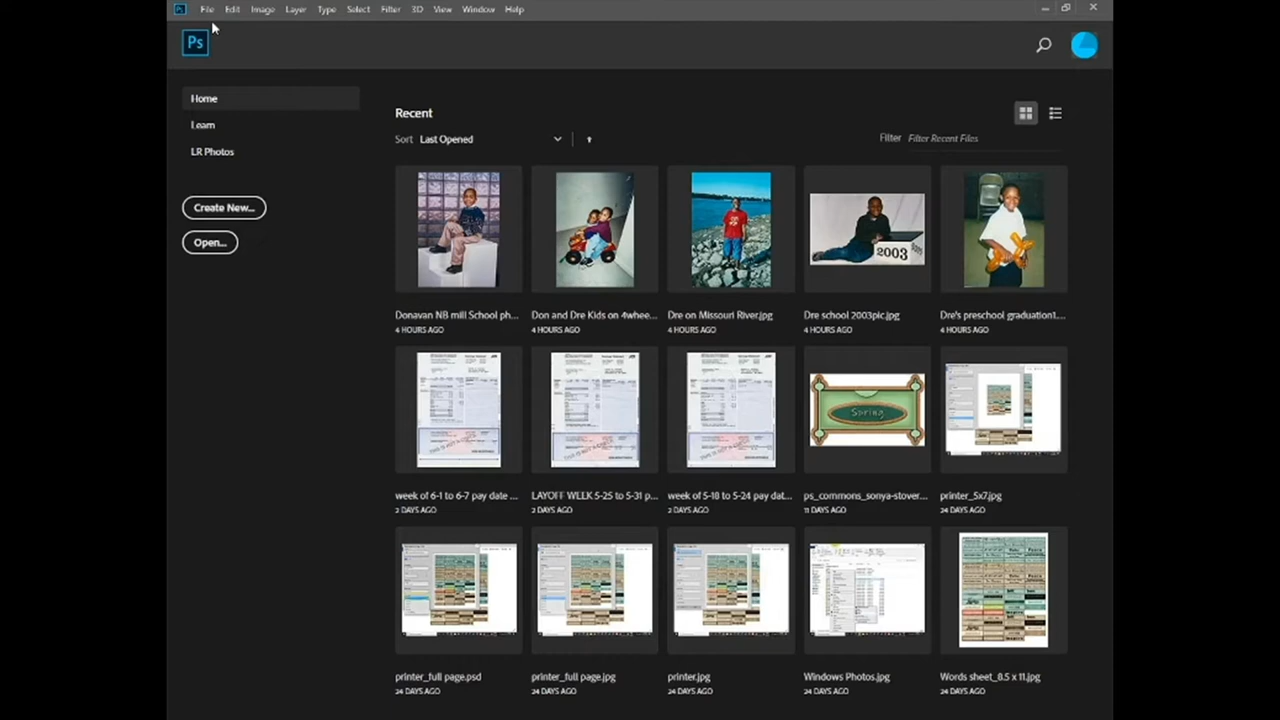 Ps File Edit Image Layer Type Select Filter 3D View Window Help
Ps
Home
Learn
LR Photos
Create New...
Open...
Recent
Sort Last Opened
Filter Filter Recent Files
2003
Donavan NB mill School ph... Don and Dre Kids on 4whee... Dre on Missouri River.jpg Dre school 2003pic.jpg Dre's preschool graduation1....
4 HOURS AGO 4 HOURS AGO 4 HOURS AGO 4 HOURS AGO 4 HOURS AGO
Spring
week of 6-1 to 6-7 pay date ... LAYOFF WEEK 5-25 to 5-31 p... week of 5-18 to 5-24 pay dat... ps_commons_sonya-stover... printer_5x7.jpg
2 DAYS AGO 2 DAYS AGO 2 DAYS AGO 11 DAYS AGO 24 DAYS AGO
printer_full page.psd printer_full page.jpg printer.jpg Windows Photos.jpg Words sheet_8.5 x 11.jpg
24 DAYS AGO 24 DAYS AGO 24 DAYS AGO 24 DAYS AGO 24 DAYS AGO